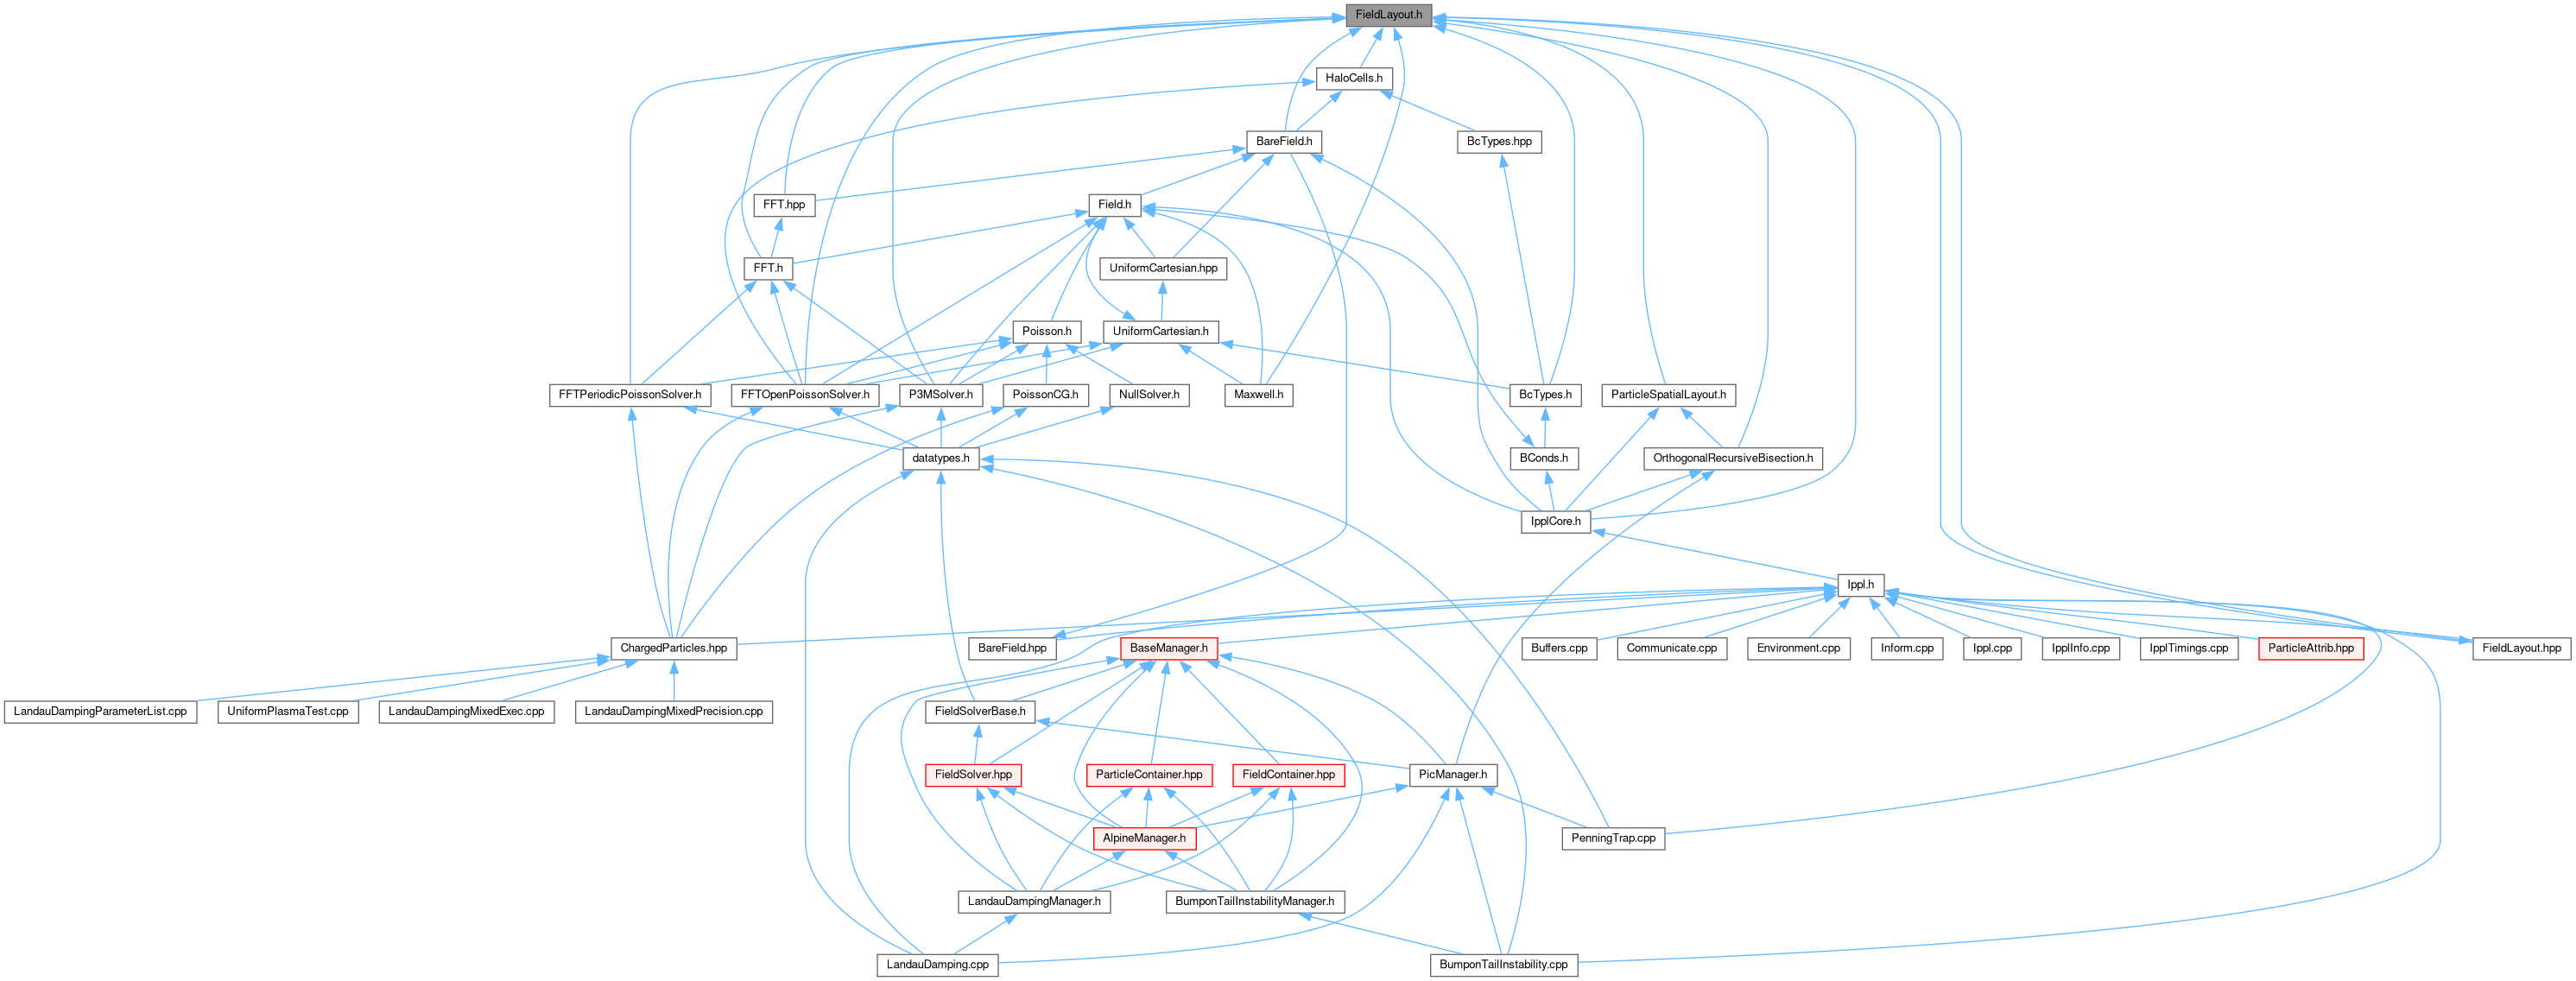 FieldLayout.h
HaloCells.h
BareField.h
BcTypes.hpp
FFT.hpp
Field.h
FFT.h
UniformCartesian.hpp
Poisson.h
UniformCartesian.h
FFTPeriodicPoissonSolver.h
FFTOpenPoissonSolver.h
P3MSolver.h
PoissonCG.h
NullSolver.h
Maxwell.h
BcTypes.h
ParticleSpatialLayout.h
datatypes.h
BConds.h
OrthogonalRecursiveBisection.h
IpplCore.h
Ippl.h
ChargedParticles.hpp
BareField.hpp
BaseManager.h
Buffers.cpp
Communicate.cpp
Environment.cpp
Inform.cpp
Ippl.cpp
IpplInfo.cpp
IpplTimings.cpp
ParticleAttrib.hpp
FieldLayout.hpp
LandauDampingParameterList.cpp
UniformPlasmaTest.cpp
LandauDampingMixedExec.cpp
LandauDampingMixedPrecision.cpp
FieldSolverBase.h
FieldSolver.hpp
ParticleContainer.hpp
FieldContainer.hpp
PicManager.h
AlpineManager.h
PenningTrap.cpp
LandauDampingManager.h
BumponTailInstabilityManager.h
LandauDamping.cpp
BumponTailInstability.cpp